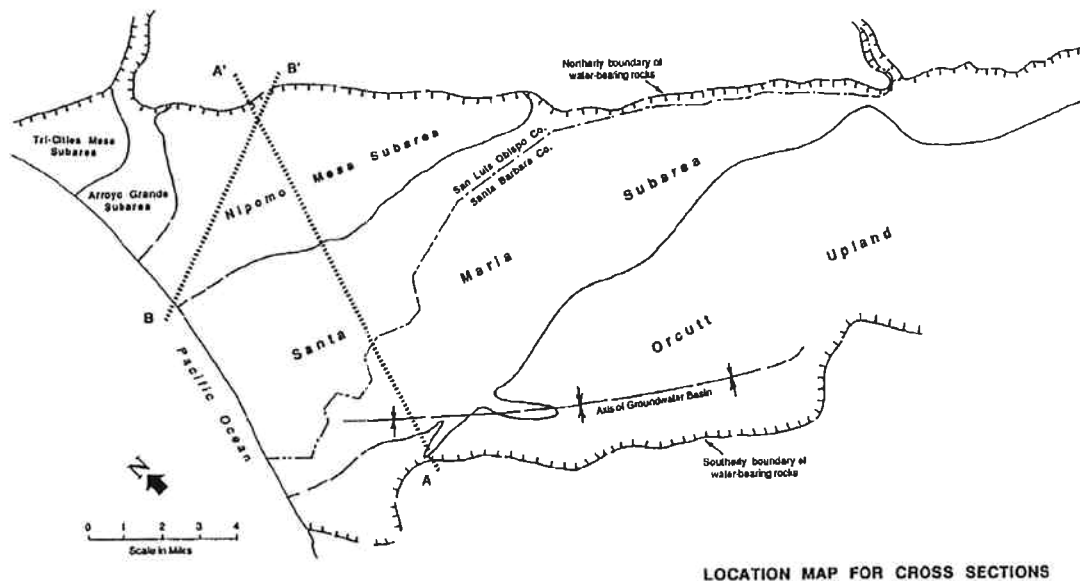 A'
B'
Northerly boundary of
water-bearing rocks
Tri-Cities Mesa
Subarea
Arroyo Grande
Subarea
Nipomo Mesa Subarea
San Luis Obispo Co.
Santa Barbara Co.
Santa Maria Subarea
Orcutt Upland
B
Pacific Ocean
Axis of Groundwater Basin
A
Southerly boundary of
water-bearing rocks
N
0 1 2 3 4
Scale in Miles
LOCATION MAP FOR CROSS SECTIONS